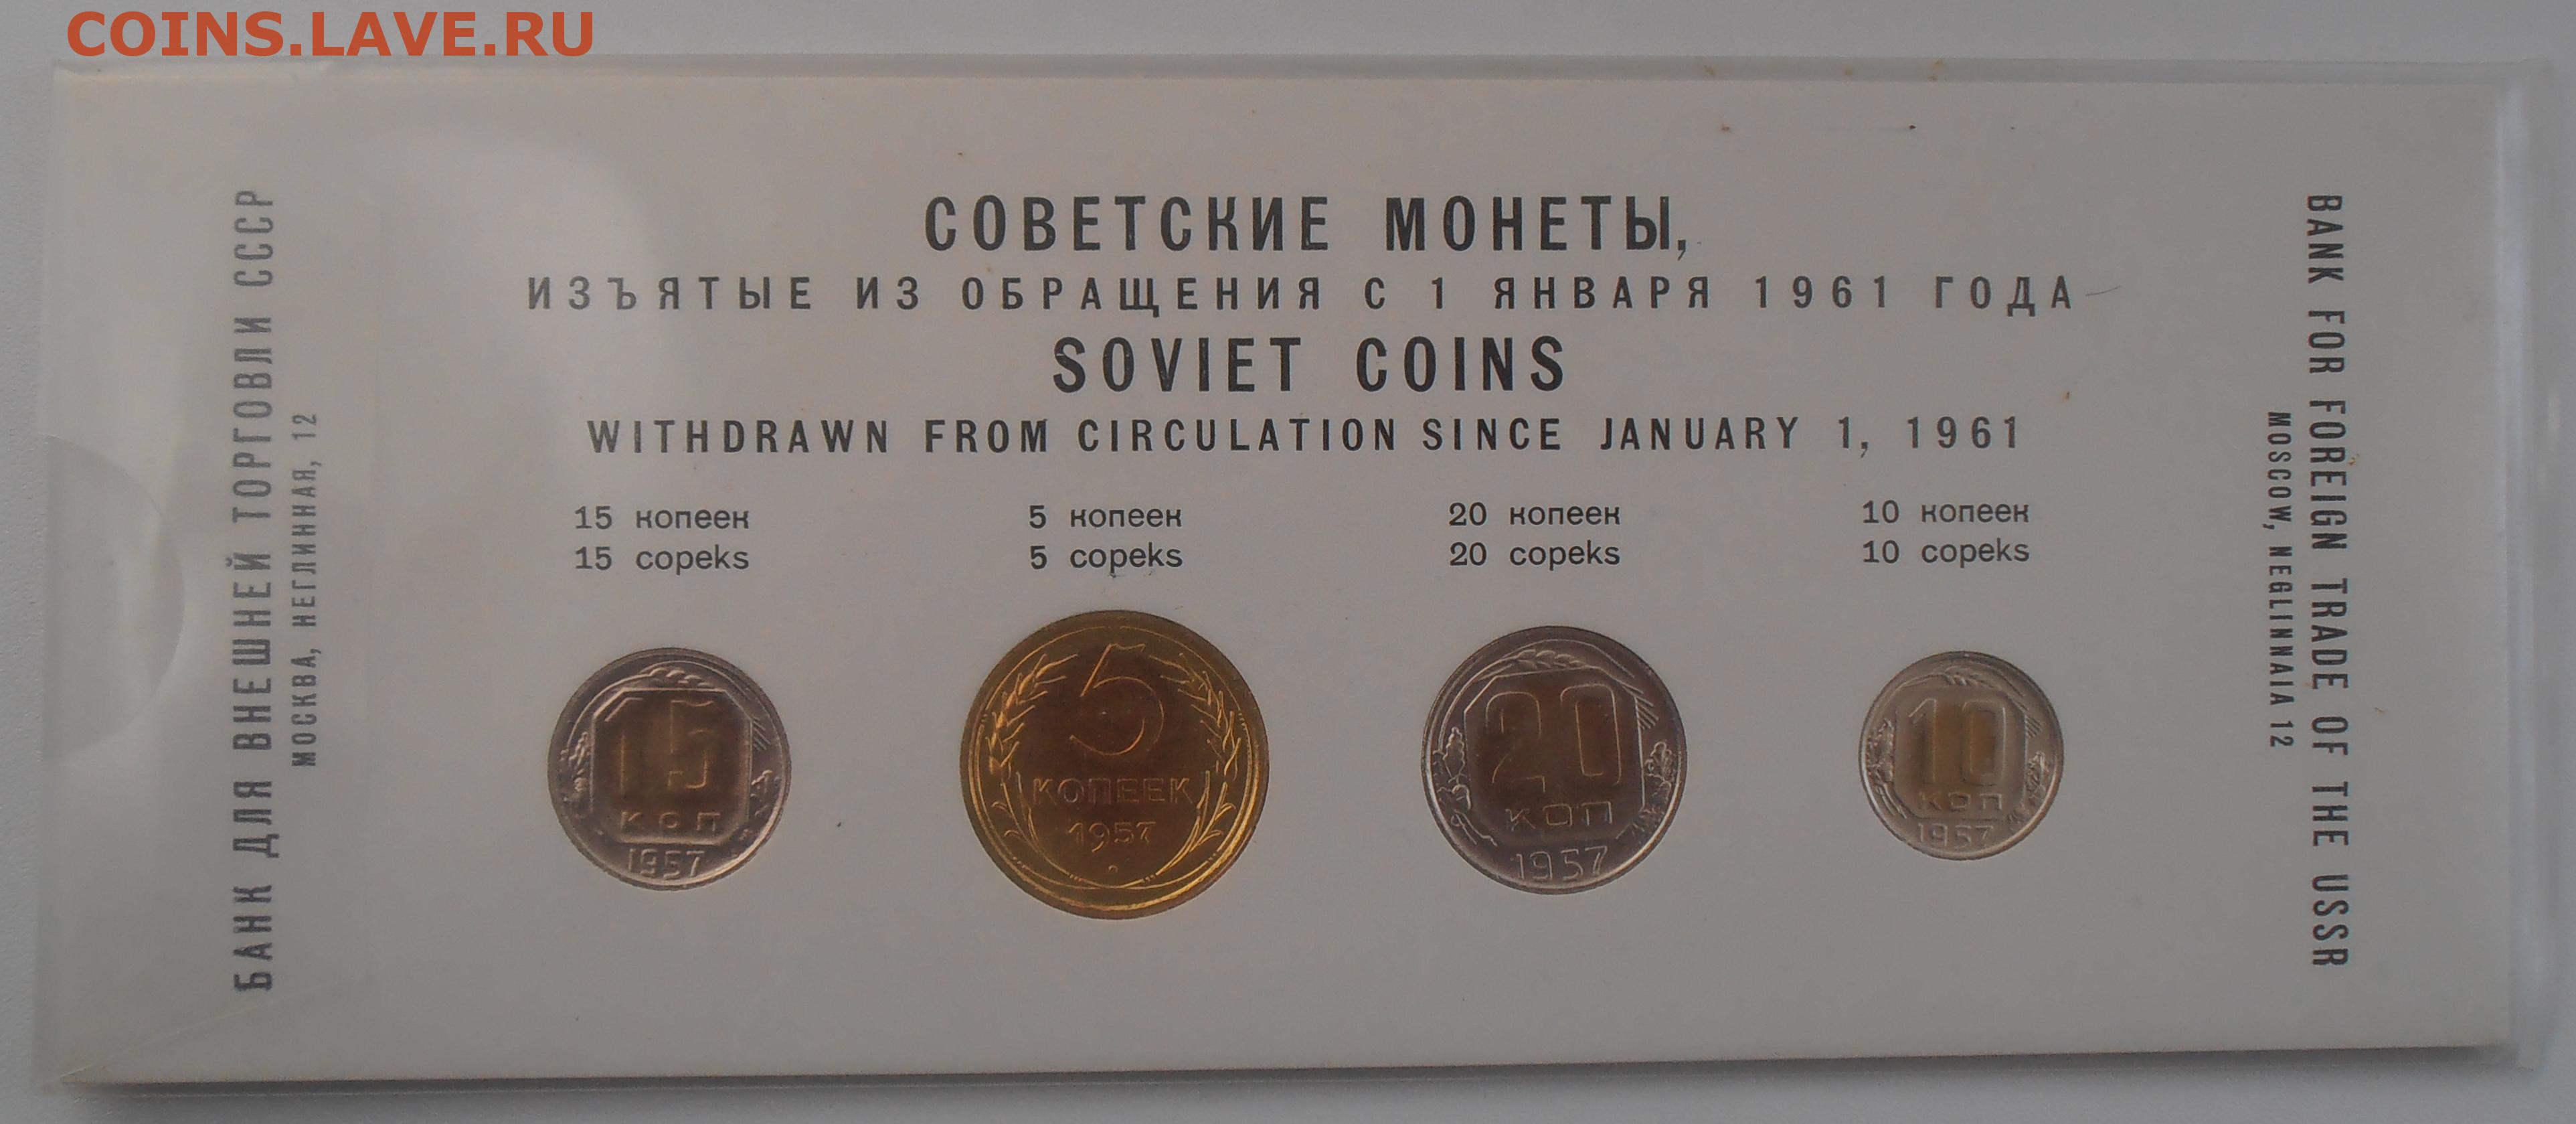 COINS.LAVE.RU
БАНК ДЛЯ ВНЕШНЕЙ ТОРГОВЛИ СССР
МОСКВА, НЕГЛИННАЯ, 12
СОВЕТСКИЕ МОНЕТЫ,
ИЗЪЯТЫЕ ИЗ ОБРАЩЕНИЯ С 1 ЯНВАРЯ 1961 ГОДА
SOVIET COINS
WITHDRAWN FROM CIRCULATION SINCE JANUARY 1, 1961
15 копеек
15 copeks
5 копеек
5 copeks
20 копеек
20 copeks
10 копеек
10 copeks
15
КОП
1957
5
КОПЕЕК
1957
20
КОП
1957
10
КОП
1957
BANK FOR FOREIGN TRADE OF THE USSR
MOSCOW, NEGLINNAIA 12